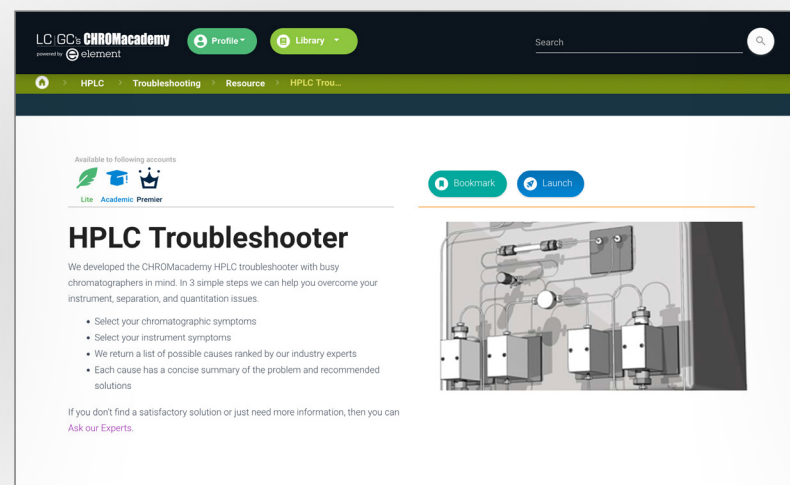 LC|GC's CHROMacademy
powered by element
Profile
Library
Search
HPLC > Troubleshooting > Resource > HPLC Trou...
Available to following accounts
Lite Academic Premier
Bookmark
Launch
HPLC Troubleshooter
We developed the CHROMacademy HPLC troubleshooter with busy
chromatographers in mind. In 3 simple steps we can help you overcome your
instrument, separation, and quantitation issues.
• Select your chromatographic symptoms
• Select your instrument symptoms
• We return a list of possible causes ranked by our industry experts
• Each cause has a concise summary of the problem and recommended
solutions
If you don't find a satisfactory solution or just need more information, then you can
Ask our Experts.